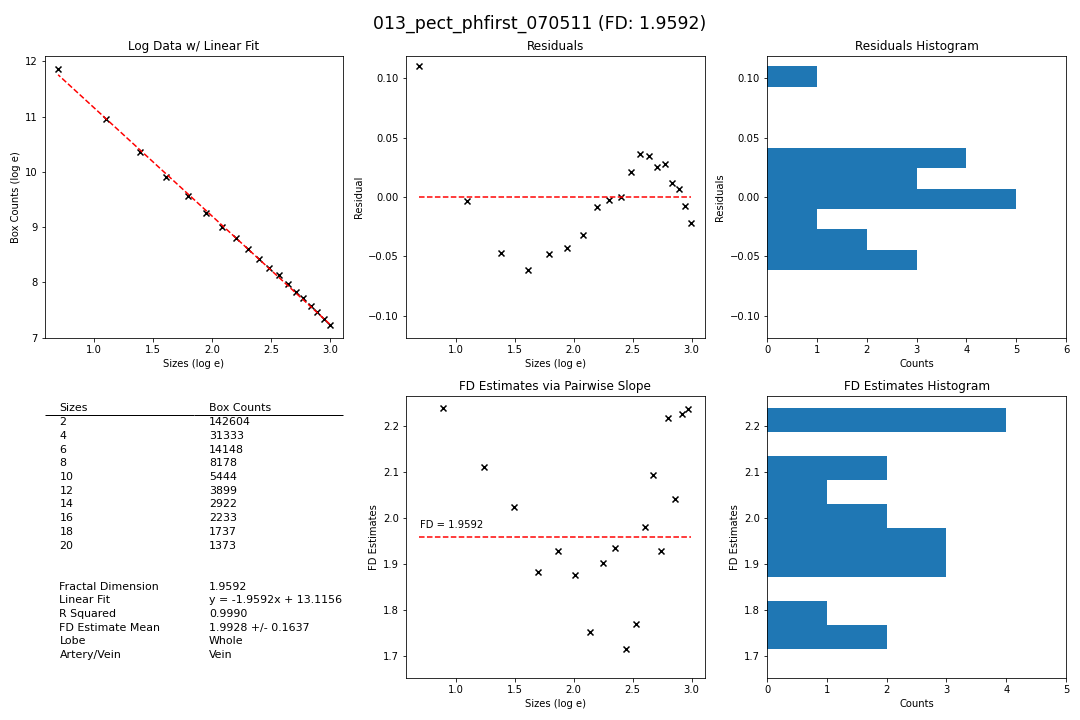 013_pect_phfirst_070511 (FD: 1.9592)
Log Data w/ Linear Fit
Box Counts (log e)
12
11
10
9
8
7
1.0 1.5 2.0 2.5 3.0
Sizes (log e)
Residuals
Residual
0.10
0.05
0.00
−0.05
−0.10
1.0 1.5 2.0 2.5 3.0
Sizes (log e)
Residuals Histogram
Residuals
0.10
0.05
0.00
−0.05
−0.10
0 1 2 3 4 5 6
Counts
Sizes Box Counts
2 142604
4 31333
6 14148
8 8178
10 5444
12 3899
14 2922
16 2233
18 1737
20 1373
Fractal Dimension 1.9592
Linear Fit y = -1.9592x + 13.1156
R Squared 0.9990
FD Estimate Mean 1.9928 +/- 0.1637
Lobe Whole
Artery/Vein Vein
FD Estimates via Pairwise Slope
FD Estimates
2.2
2.1
2.0
1.9
1.8
1.7
FD = 1.9592
1.0 1.5 2.0 2.5 3.0
Sizes (log e)
FD Estimates Histogram
FD Estimates
2.2
2.1
2.0
1.9
1.8
1.7
0 1 2 3 4 5
Counts